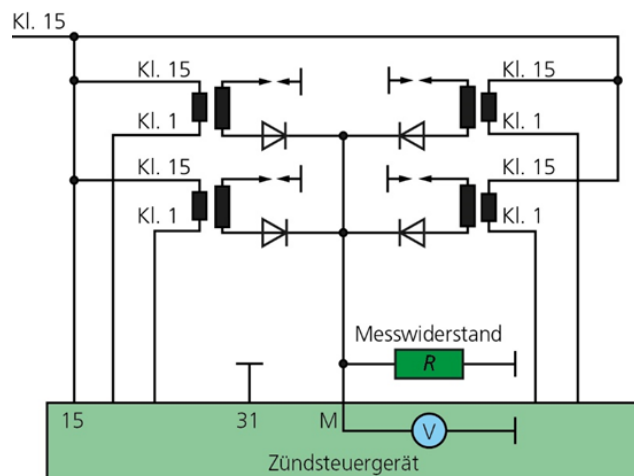 Kl. 15
Kl. 15
Kl. 15
Kl. 1
Kl. 1
Kl. 15
Kl. 15
Kl. 1
Kl. 1
Messwiderstand
R
15
31
M
V
Zündsteuergerät